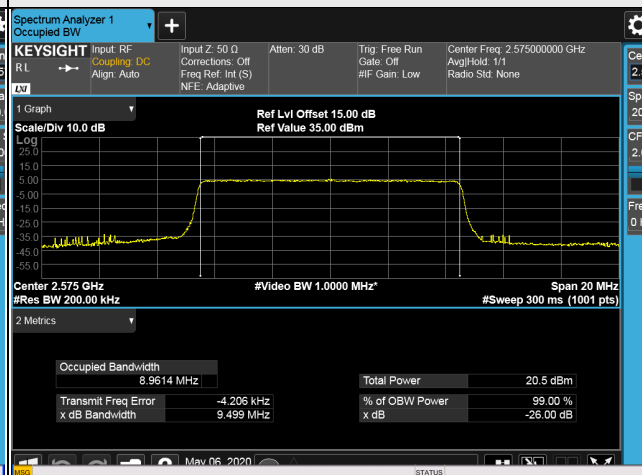 Spectrum Analyzer 1
Occupied BW
+
KEYSIGHT Input: RF Input Z: 50 Ω Atten: 30 dB Trig: Free Run Center Freq: 2.575000000 GHz
RL Coupling: DC Corrections: Off Gate: Off Avg|Hold: 1/1
Align: Auto Freq Ref: Int (S) #IF Gain: Low Radio Std: None
LXI NFE: Adaptive
1 Graph
Ref Lvl Offset 15.00 dB
Scale/Div 10.0 dB Ref Value 35.00 dBm
Log
25.0
15.0
5.00
-5.00
-15.0
-25.0
-35.0
-45.0
-55.0
Center 2.575 GHz #Video BW 1.0000 MHz* Span 20 MHz
#Res BW 200.00 kHz #Sweep 300 ms (1001 pts)
2 Metrics
Occupied Bandwidth
8.9614 MHz Total Power 20.5 dBm
Transmit Freq Error -4.206 kHz % of OBW Power 99.00 %
x dB Bandwidth 9.499 MHz x dB -26.00 dB
May 06, 2020
MSG STATUS